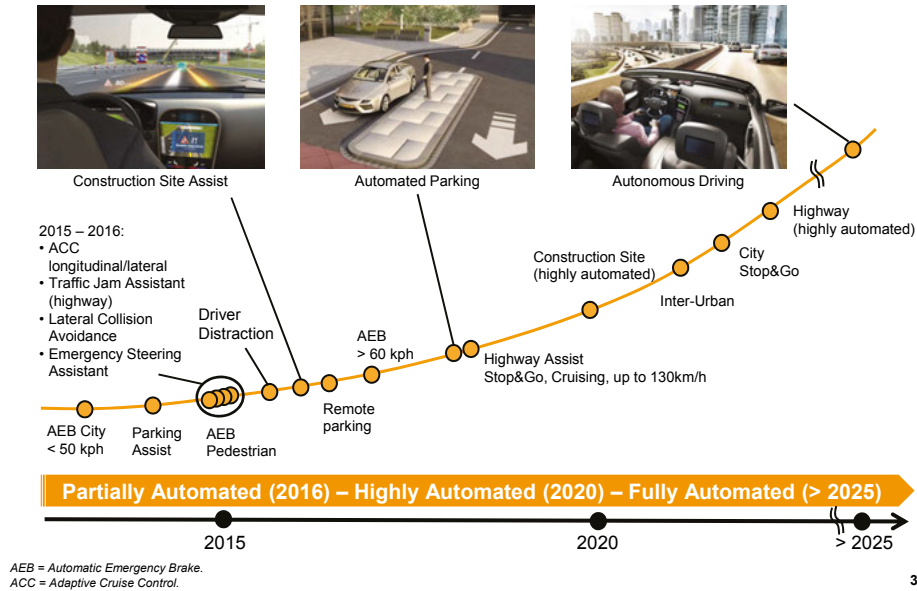 Construction Site Assist
Automated Parking
Autonomous Driving
2015 – 2016:
• ACC
longitudinal/lateral
• Traffic Jam Assistant
(highway)
• Lateral Collision
Avoidance
• Emergency Steering
Assistant
Driver
Distraction
AEB
> 60 kph
Construction Site
(highly automated)
Highway
(highly automated)
City
Stop&Go
Inter-Urban
Highway Assist
Stop&Go, Cruising, up to 130km/h
Remote
parking
AEB City
< 50 kph
Parking
Assist
AEB
Pedestrian
Partially Automated (2016) – Highly Automated (2020) – Fully Automated (> 2025)
2015
2020
> 2025
AEB = Automatic Emergency Brake.
ACC = Adaptive Cruise Control.
3